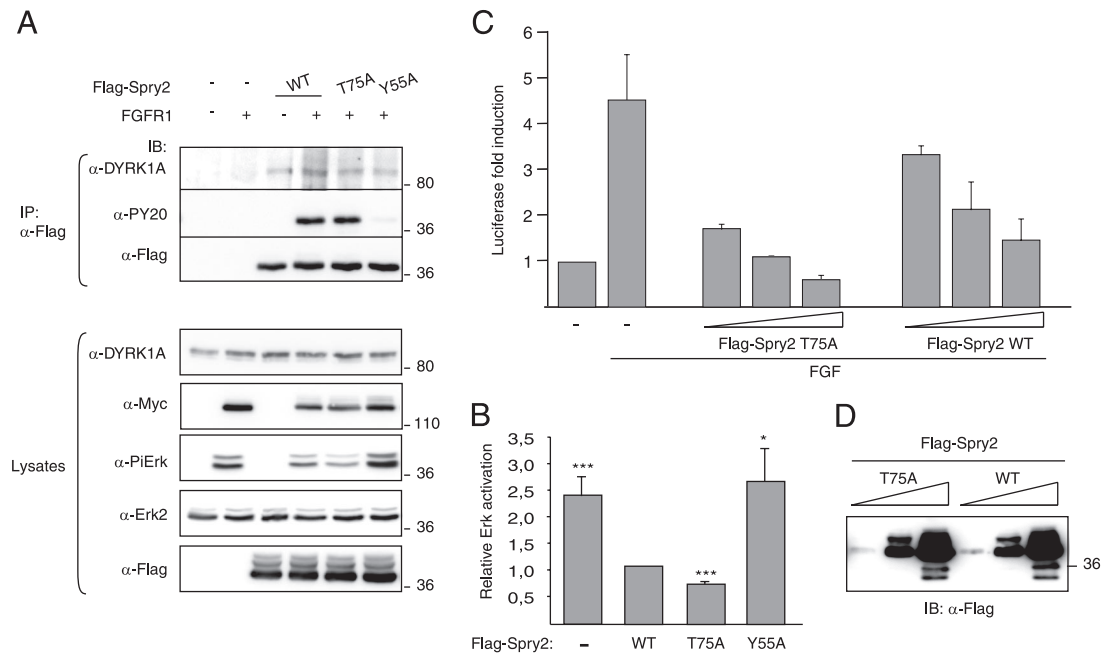 A
Flag-Spry2 - - WT T75A Y55A
FGFR1 - + - + + +
IB:
IP:
α-Flag
α-DYRK1A
80
α-PY20
36
α-Flag
36
Lysates
α-DYRK1A
80
α-Myc
110
α-PiErk
36
α-Erk2
36
α-Flag
36
C
Luciferase fold induction
6
5
4
3
2
1
- -
Flag-Spry2 T75A Flag-Spry2 WT
FGF
B
Relative Erk activation
3,5
3,0
2,5
2,0
1,5
1,0
0,5
*** *** *
Flag-Spry2: – WT T75A Y55A
D
Flag-Spry2
T75A WT
36
IB: α-Flag